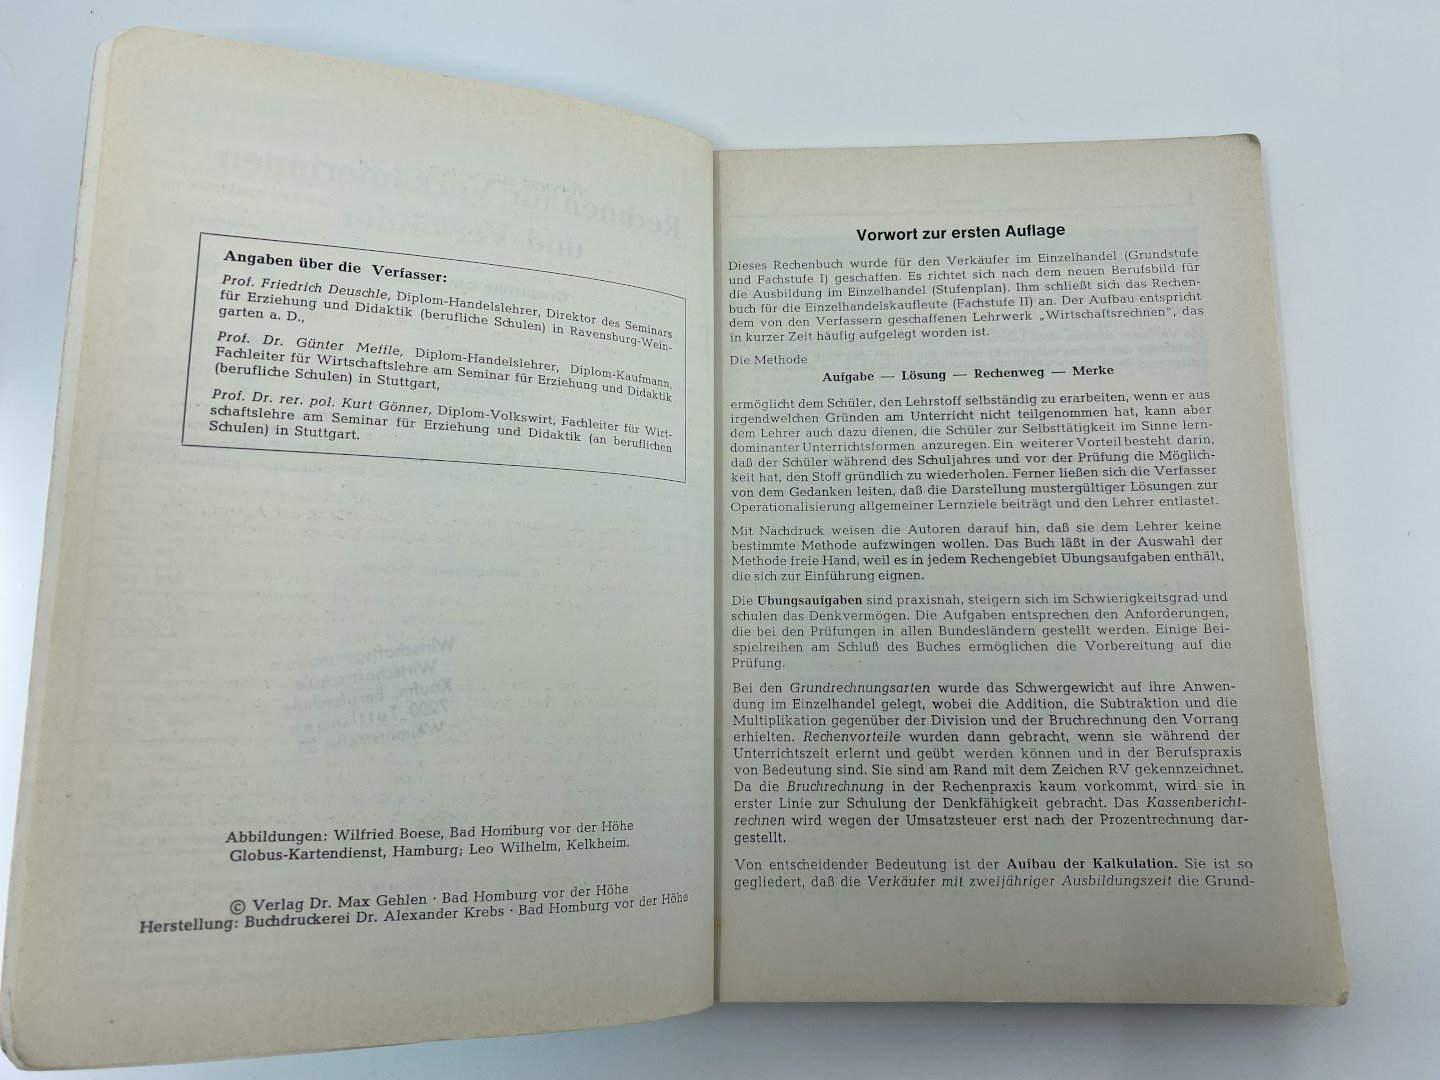 Angaben über die Verfasser:
Prof. Friedrich Deuschle, Diplom-Handelslehrer, Direktor des Seminars
für Erziehung und Didaktik (berufliche Schulen) in Ravensburg-Wein-
garten a. D.,
Prof. Dr. Günter Meffle, Diplom-Handelslehrer, Diplom-Kaufmann,
Fachleiter für Wirtschaftslehre am Seminar für Erziehung und Didaktik
(berufliche Schulen) in Stuttgart,
Prof. Dr. rer. pol. Kurt Gönner, Diplom-Volkswirt, Fachleiter für Wirt-
schaftslehre am Seminar für Erziehung und Didaktik (an beruflichen
Schulen) in Stuttgart.
Abbildungen: Wilfried Boese, Bad Homburg vor der Höhe
Globus-Kartendienst, Hamburg; Leo Wilhelm, Kelkheim.
© Verlag Dr. Max Gehlen · Bad Homburg vor der Höhe
Herstellung: Buchdruckerei Dr. Alexander Krebs · Bad Homburg vor der Höhe
Vorwort zur ersten Auflage
Dieses Rechenbuch wurde für den Verkäufer im Einzelhandel (Grundstufe
und Fachstufe I) geschaffen. Es richtet sich nach dem neuen Berufsbild für
die Ausbildung im Einzelhandel (Stufenplan). Ihm schließt sich das Rechen-
buch für die Einzelhandelskaufleute (Fachstufe II) an. Der Aufbau entspricht
dem von den Verfassern geschaffenen Lehrwerk „Wirtschaftsrechnen", das
in kurzer Zeit häufig aufgelegt worden ist.
Die Methode
Aufgabe — Lösung — Rechenweg — Merke
ermöglicht dem Schüler, den Lehrstoff selbständig zu erarbeiten, wenn er aus
irgendwelchen Gründen am Unterricht nicht teilgenommen hat, kann aber
dem Lehrer auch dazu dienen, die Schüler zur Selbsttätigkeit im Sinne lern-
dominanter Unterrichtsformen anzuregen. Ein weiterer Vorteil besteht darin,
daß der Schüler während des Schuljahres und vor der Prüfung die Möglich-
keit hat, den Stoff gründlich zu wiederholen. Ferner ließen sich die Verfasser
von dem Gedanken leiten, daß die Darstellung mustergültiger Lösungen zur
Operationalisierung allgemeiner Lernziele beiträgt und den Lehrer entlastet.
Mit Nachdruck weisen die Autoren darauf hin, daß sie dem Lehrer keine
bestimmte Methode aufzwingen wollen. Das Buch läßt in der Auswahl der
Methode freie Hand, weil es in jedem Rechengebiet Übungsaufgaben enthält,
die sich zur Einführung eignen.
Die Übungsaufgaben sind praxisnah, steigern sich im Schwierigkeitsgrad und
schulen das Denkvermögen. Die Aufgaben entsprechen den Anforderungen,
die bei den Prüfungen in allen Bundesländern gestellt werden. Einige Bei-
spielreihen am Schluß des Buches ermöglichen die Vorbereitung auf die
Prüfung.
Bei den Grundrechnungsarten wurde das Schwergewicht auf ihre Anwen-
dung im Einzelhandel gelegt, wobei die Addition, die Subtraktion und die
Multiplikation gegenüber der Division und der Bruchrechnung den Vorrang
erhielten. Rechenvorteile wurden dann gebracht, wenn sie während der
Unterrichtszeit erlernt und geübt werden können und in der Berufspraxis
von Bedeutung sind. Sie sind am Rand mit dem Zeichen RV gekennzeichnet.
Da die Bruchrechnung in der Rechenpraxis kaum vorkommt, wird sie in
erster Linie zur Schulung der Denkfähigkeit gebracht. Das Kassenbericht-
rechnen wird wegen der Umsatzsteuer erst nach der Prozentrechnung dar-
gestellt.
Von entscheidender Bedeutung ist der Aufbau der Kalkulation. Sie ist so
gegliedert, daß die Verkäufer mit zweijähriger Ausbildungszeit die Grund-